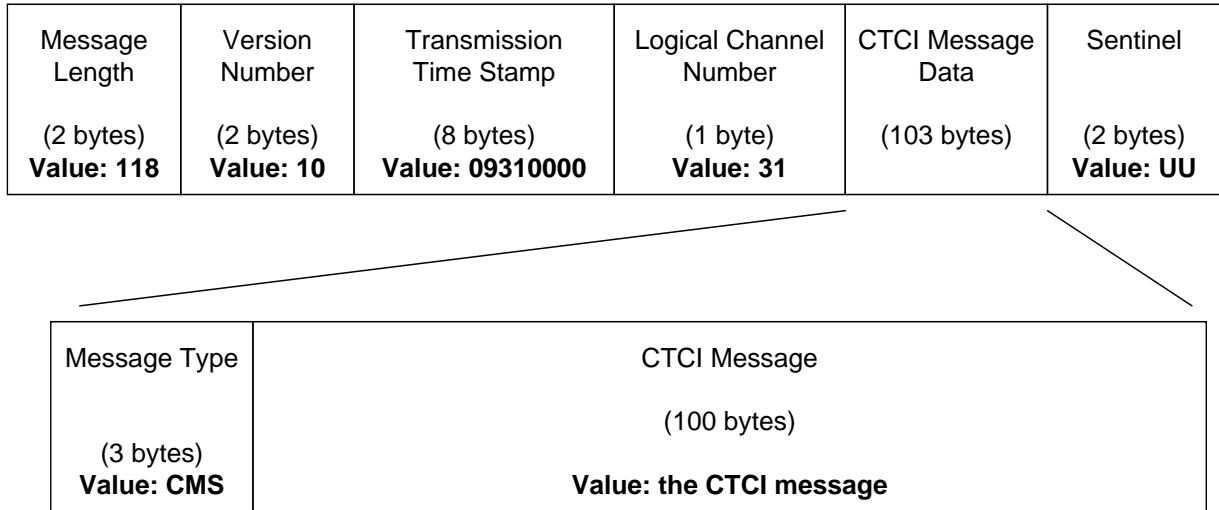 Message Length
(2 bytes)
Value: 118
Version Number
(2 bytes)
Value: 10
Transmission Time Stamp
(8 bytes)
Value: 09310000
Logical Channel Number
(1 byte)
Value: 31
CTCI Message Data
(103 bytes)
Sentinel
(2 bytes)
Value: UU
Message Type
(3 bytes)
Value: CMS
CTCI Message
(100 bytes)
Value: the CTCI message